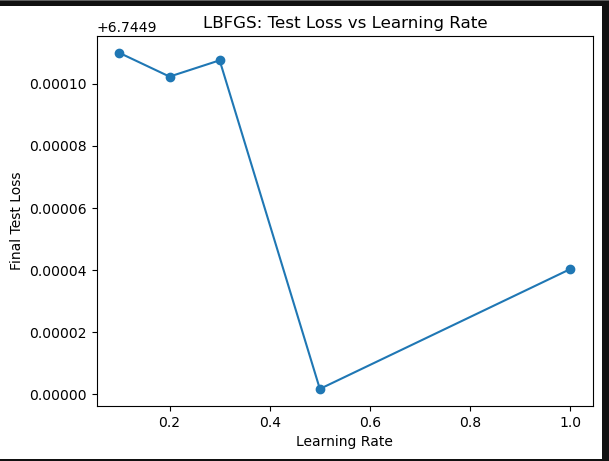 LBFGS: Test Loss vs Learning Rate
+6.7449
0.00010
0.00008
0.00006
0.00004
0.00002
0.00000
Final Test Loss
0.2 0.4 0.6 0.8 1.0
Learning Rate